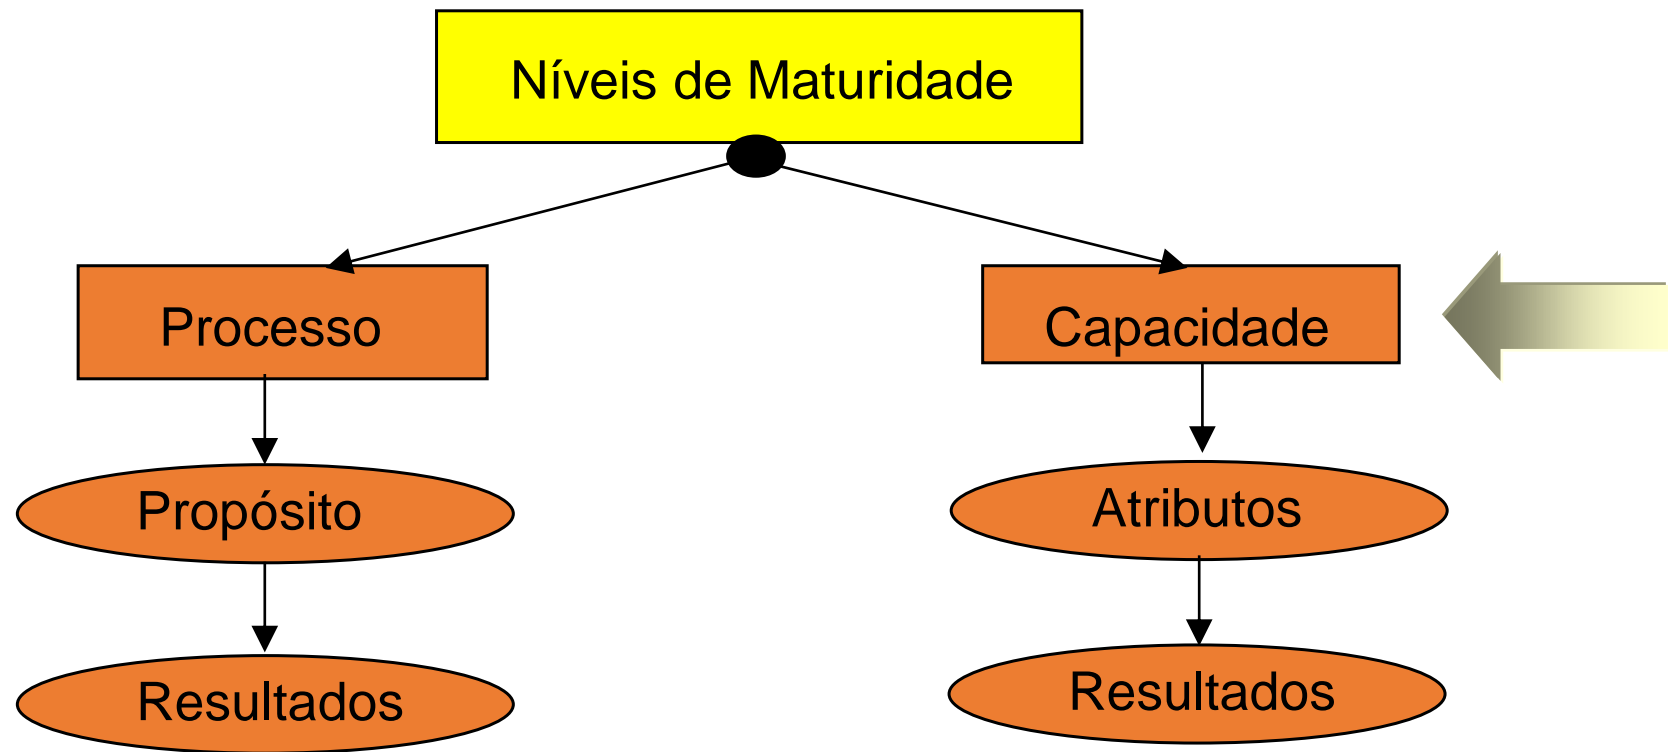 Níveis de Maturidade
Processo
Capacidade
Propósito
Atributos
Resultados
Resultados